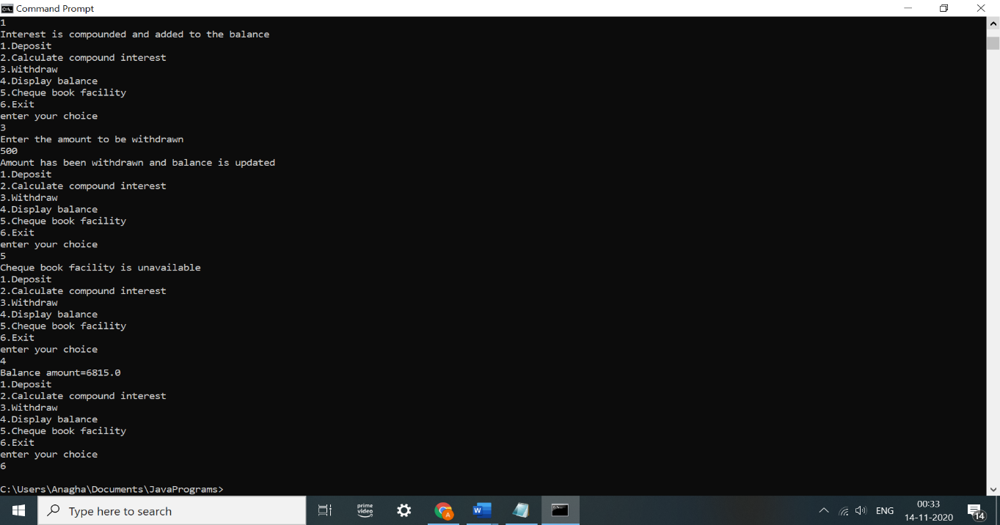 Command Prompt
1
Interest is compounded and added to the balance
1.Deposit
2.Calculate compound interest
3.Withdraw
4.Display balance
5.Cheque book facility
6.Exit
enter your choice
3
Enter the amount to be withdrawn
500
Amount has been withdrawn and balance is updated
1.Deposit
2.Calculate compound interest
3.Withdraw
4.Display balance
5.Cheque book facility
6.Exit
enter your choice
5
Cheque book facility is unavailable
1.Deposit
2.Calculate compound interest
3.Withdraw
4.Display balance
5.Cheque book facility
6.Exit
enter your choice
4
Balance amount=6815.0
1.Deposit
2.Calculate compound interest
3.Withdraw
4.Display balance
5.Cheque book facility
6.Exit
enter your choice
6
C:\Users\Anagha\Documents\JavaPrograms>
Type here to search
prime video
A
W
ENG
00:33
14-11-2020
14